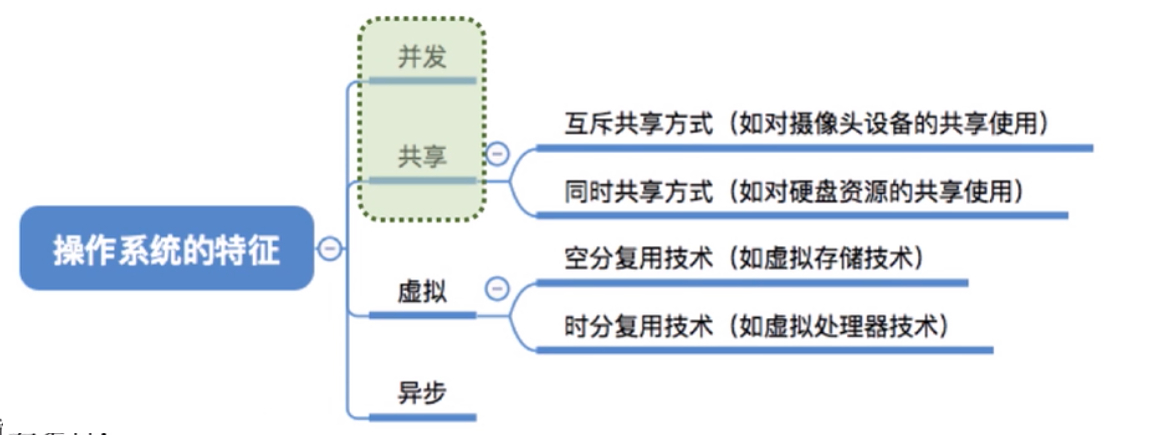 操作系统的特征
并发
共享
互斥共享方式（如对摄像头设备的共享使用）
同时共享方式（如对硬盘资源的共享使用）
虚拟
空分复用技术（如虚拟存储技术）
时分复用技术（如虚拟处理器技术）
异步